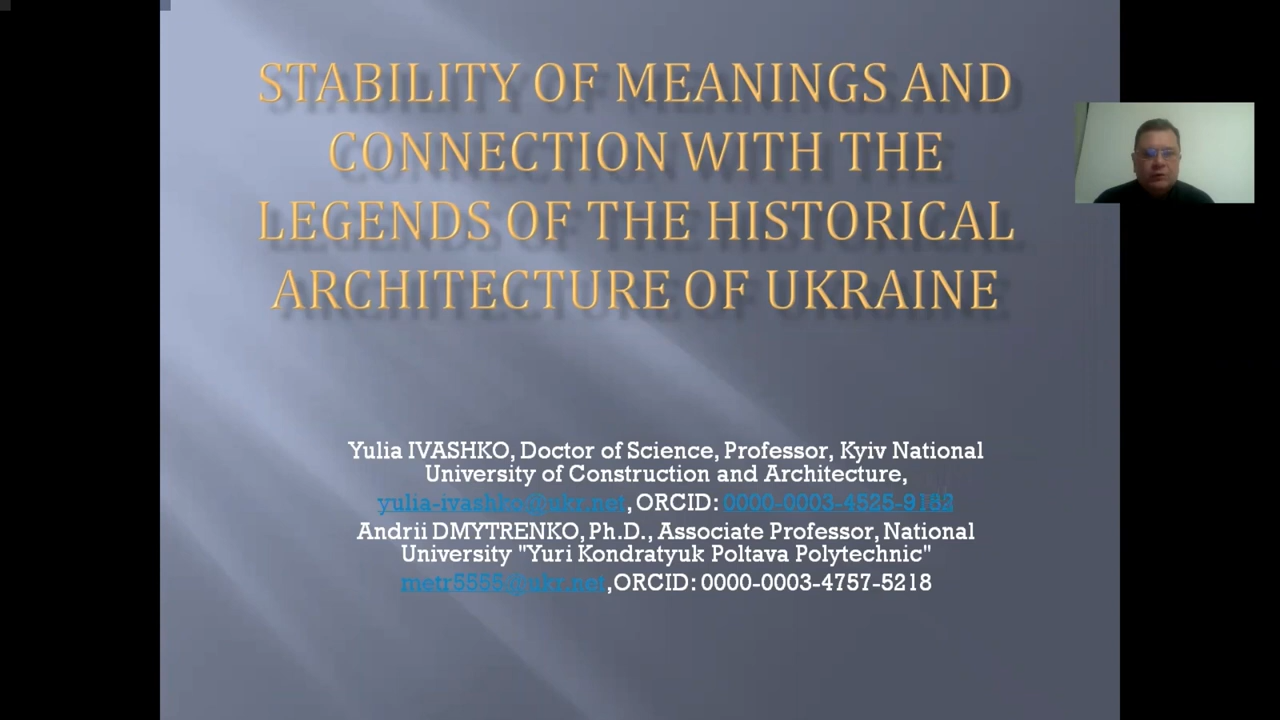 STABILITY OF MEANINGS AND
CONNECTION WITH THE
LEGENDS OF THE HISTORICAL
ARCHITECTURE OF UKRAINE
Yulia IVASHKO, Doctor of Science, Professor, Kyiv National
University of Construction and Architecture,
yulia-ivashko@ukr.net, ORCID: 0000-0003-4525-9182
Andrii DMYTRENKO, Ph.D., Associate Professor, National
University "Yuri Kondratyuk Poltava Polytechnic"
metr5555@ukr.net,ORCID: 0000-0003-4757-5218